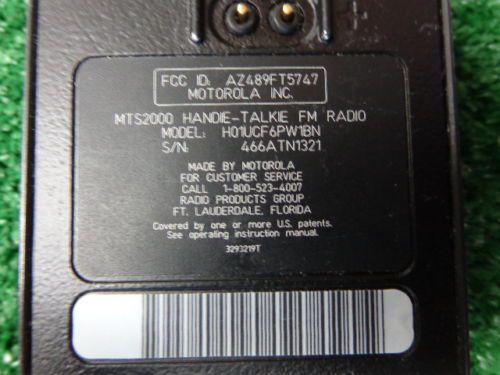 FCC ID: AZ489FT5747
MOTOROLA INC.
MTS2000 HANDIE-TALKIE FM RADIO
MODEL: H01UCF6PW1BN
S/N: 466ATN1321
MADE BY MOTOROLA
FOR CUSTOMER SERVICE
CALL 1-800-523-4007
RADIO PRODUCTS GROUP
FT. LAUDERDALE, FLORIDA
Covered by one or more U.S. patents.
See operating instruction manual.
3293219T